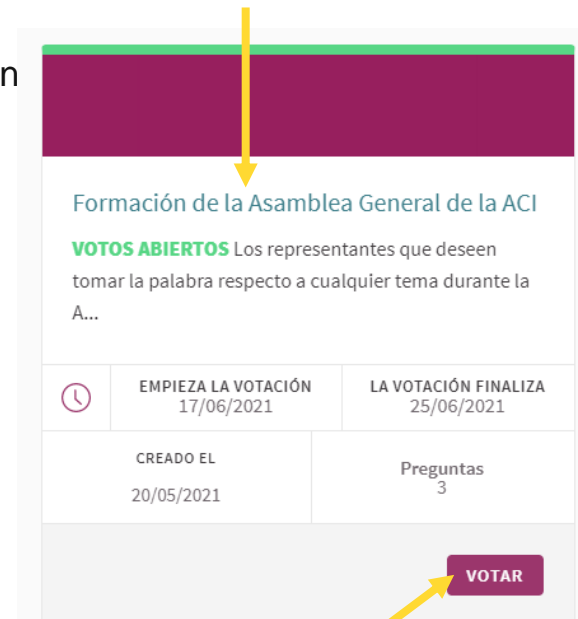 n
Formación de la Asamblea General de la ACI
VOTOS ABIERTOS Los representantes que deseen
tomar la palabra respecto a cualquier tema durante la
A...
EMPIEZA LA VOTACIÓN
17/06/2021
LA VOTACIÓN FINALIZA
25/06/2021
CREADO EL
20/05/2021
Preguntas
3
VOTAR